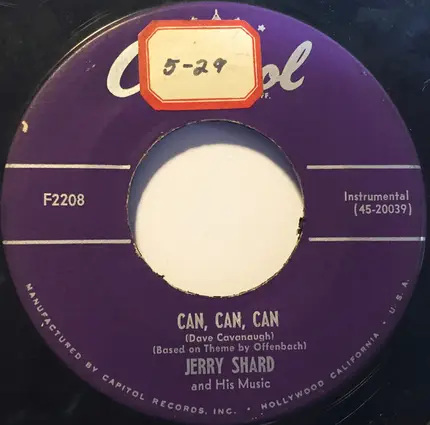 5-29
F2208
Instrumental
(45-20039)
CAN, CAN, CAN
(Dave Cavanaugh)
(Based on Theme by Offenbach)
JERRY SHARD
and His Music
MANUFACTURED BY CAPITOL RECORDS, INC. • HOLLYWOOD CALIFORNIA • U.S.A.